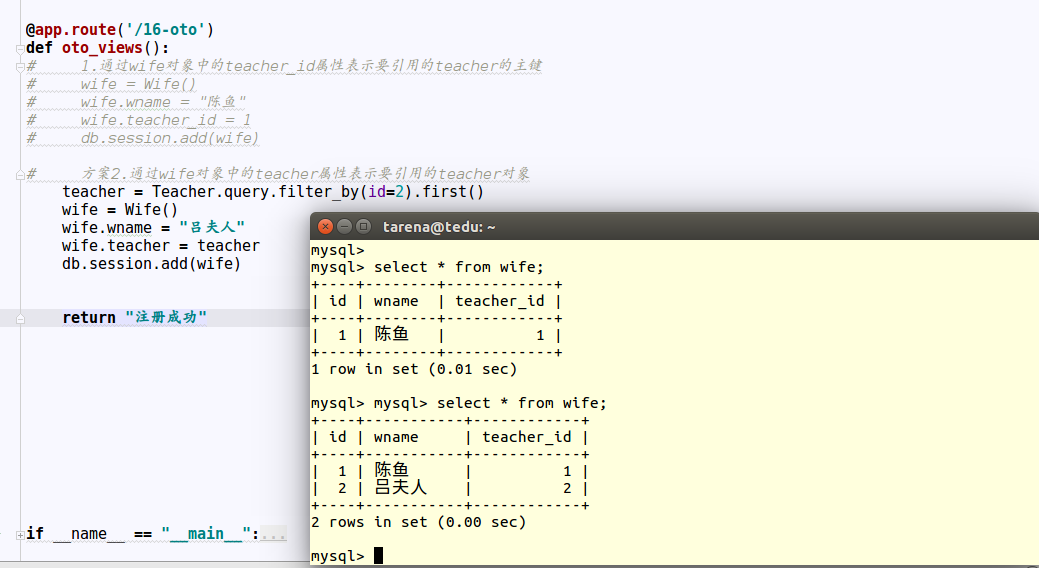 @app.route('/16-oto')
def oto_views():
#     1.通过wife对象中的teacher_id属性表示要引用的teacher的主键
#     wife = Wife()
#     wife.wname = "陈鱼"
#     wife.teacher_id = 1
#     db.session.add(wife)
#     方案2.通过wife对象中的teacher属性表示要引用的teacher对象
    teacher = Teacher.query.filter_by(id=2).first()
    wife = Wife()
    wife.wname = "吕夫人"
    wife.teacher = teacher
    db.session.add(wife)
    return "注册成功"
if __name__ == "__main__":...
tarena@tedu: ~
mysql>
mysql> select * from wife;
+----+--------+------------+
| id | wname  | teacher_id |
+----+--------+------------+
|  1 | 陈鱼   |          1 |
+----+--------+------------+
1 row in set (0.01 sec)
mysql> mysql> select * from wife;
+----+-----------+------------+
| id | wname     | teacher_id |
+----+-----------+------------+
|  1 | 陈鱼      |          1 |
|  2 | 吕夫人    |          2 |
+----+-----------+------------+
2 rows in set (0.00 sec)
mysql>